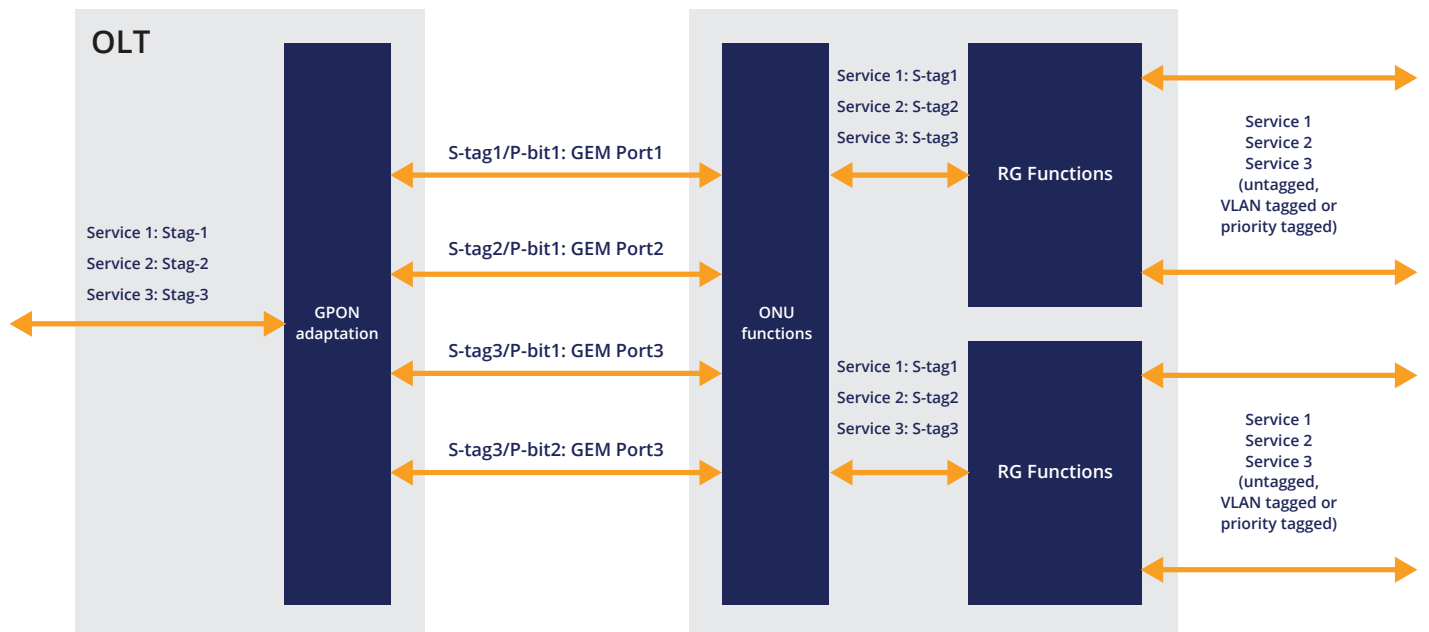 OLT
Service 1: Stag-1
Service 2: Stag-2
Service 3: Stag-3
GPON
adaptation
S-tag1/P-bit1: GEM Port1
S-tag2/P-bit1: GEM Port2
S-tag3/P-bit1: GEM Port3
S-tag3/P-bit2: GEM Port3
ONU
functions
Service 1: S-tag1
Service 2: S-tag2
Service 3: S-tag3
RG Functions
Service 1
Service 2
Service 3
(untagged,
VLAN tagged or
priority tagged)
Service 1: S-tag1
Service 2: S-tag2
Service 3: S-tag3
RG Functions
Service 1
Service 2
Service 3
(untagged,
VLAN tagged or
priority tagged)